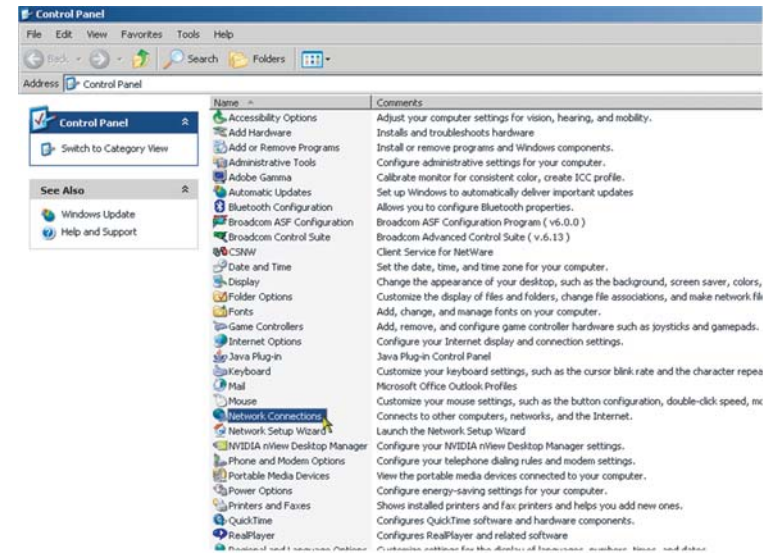 Control Panel
File Edit View Favorites Tools Help
Back Search Folders
Address Control Panel
Control Panel
Switch to Category View
See Also
Windows Update
Help and Support
Name Comments
Accessibility Options Adjust your computer settings for vision, hearing, and mobility.
Add Hardware Installs and troubleshoots hardware
Add or Remove Programs Install or remove programs and Windows components.
Administrative Tools Configure administrative settings for your computer.
Adobe Gamma Calibrate monitor for consistent color, create ICC profile.
Automatic Updates Set up Windows to automatically deliver important updates
Bluetooth Configuration Allows you to configure Bluetooth properties.
Broadcom ASF Configuration Broadcom ASF Configuration Program ( v6.0.0 )
Broadcom Control Suite Broadcom Advanced Control Suite ( v.6.13 )
CSNW Client Service for NetWare
Date and Time Set the date, time, and time zone for your computer.
Display Change the appearance of your desktop, such as the background, screen saver, colors,
Folder Options Customize the display of files and folders, change file associations, and make network fil
Fonts Add, change, and manage fonts on your computer.
Game Controllers Add, remove, and configure game controller hardware such as joysticks and gamepads.
Internet Options Configure your Internet display and connection settings.
Java Plug-in Java Plug-in Control Panel
Keyboard Customize your keyboard settings, such as the cursor blink rate and the character repea
Mail Microsoft Office Outlook Profiles
Mouse Customize your mouse settings, such as the button configuration, double-click speed, mo
Network Connections Connects to other computers, networks, and the Internet.
Network Setup Wizard Launch the Network Setup Wizard
NVIDIA nView Desktop Manager Configure your NVIDIA nView Desktop Manager settings.
Phone and Modem Options Configure your telephone dialing rules and modem settings.
Portable Media Devices View the portable media devices connected to your computer.
Power Options Configure energy-saving settings for your computer.
Printers and Faxes Shows installed printers and fax printers and helps you add new ones.
QuickTime Configures QuickTime software and hardware components.
RealPlayer Configures RealPlayer and related software
Regional and Language Options Customize settings for the display of languages, numbers, times, and dates.